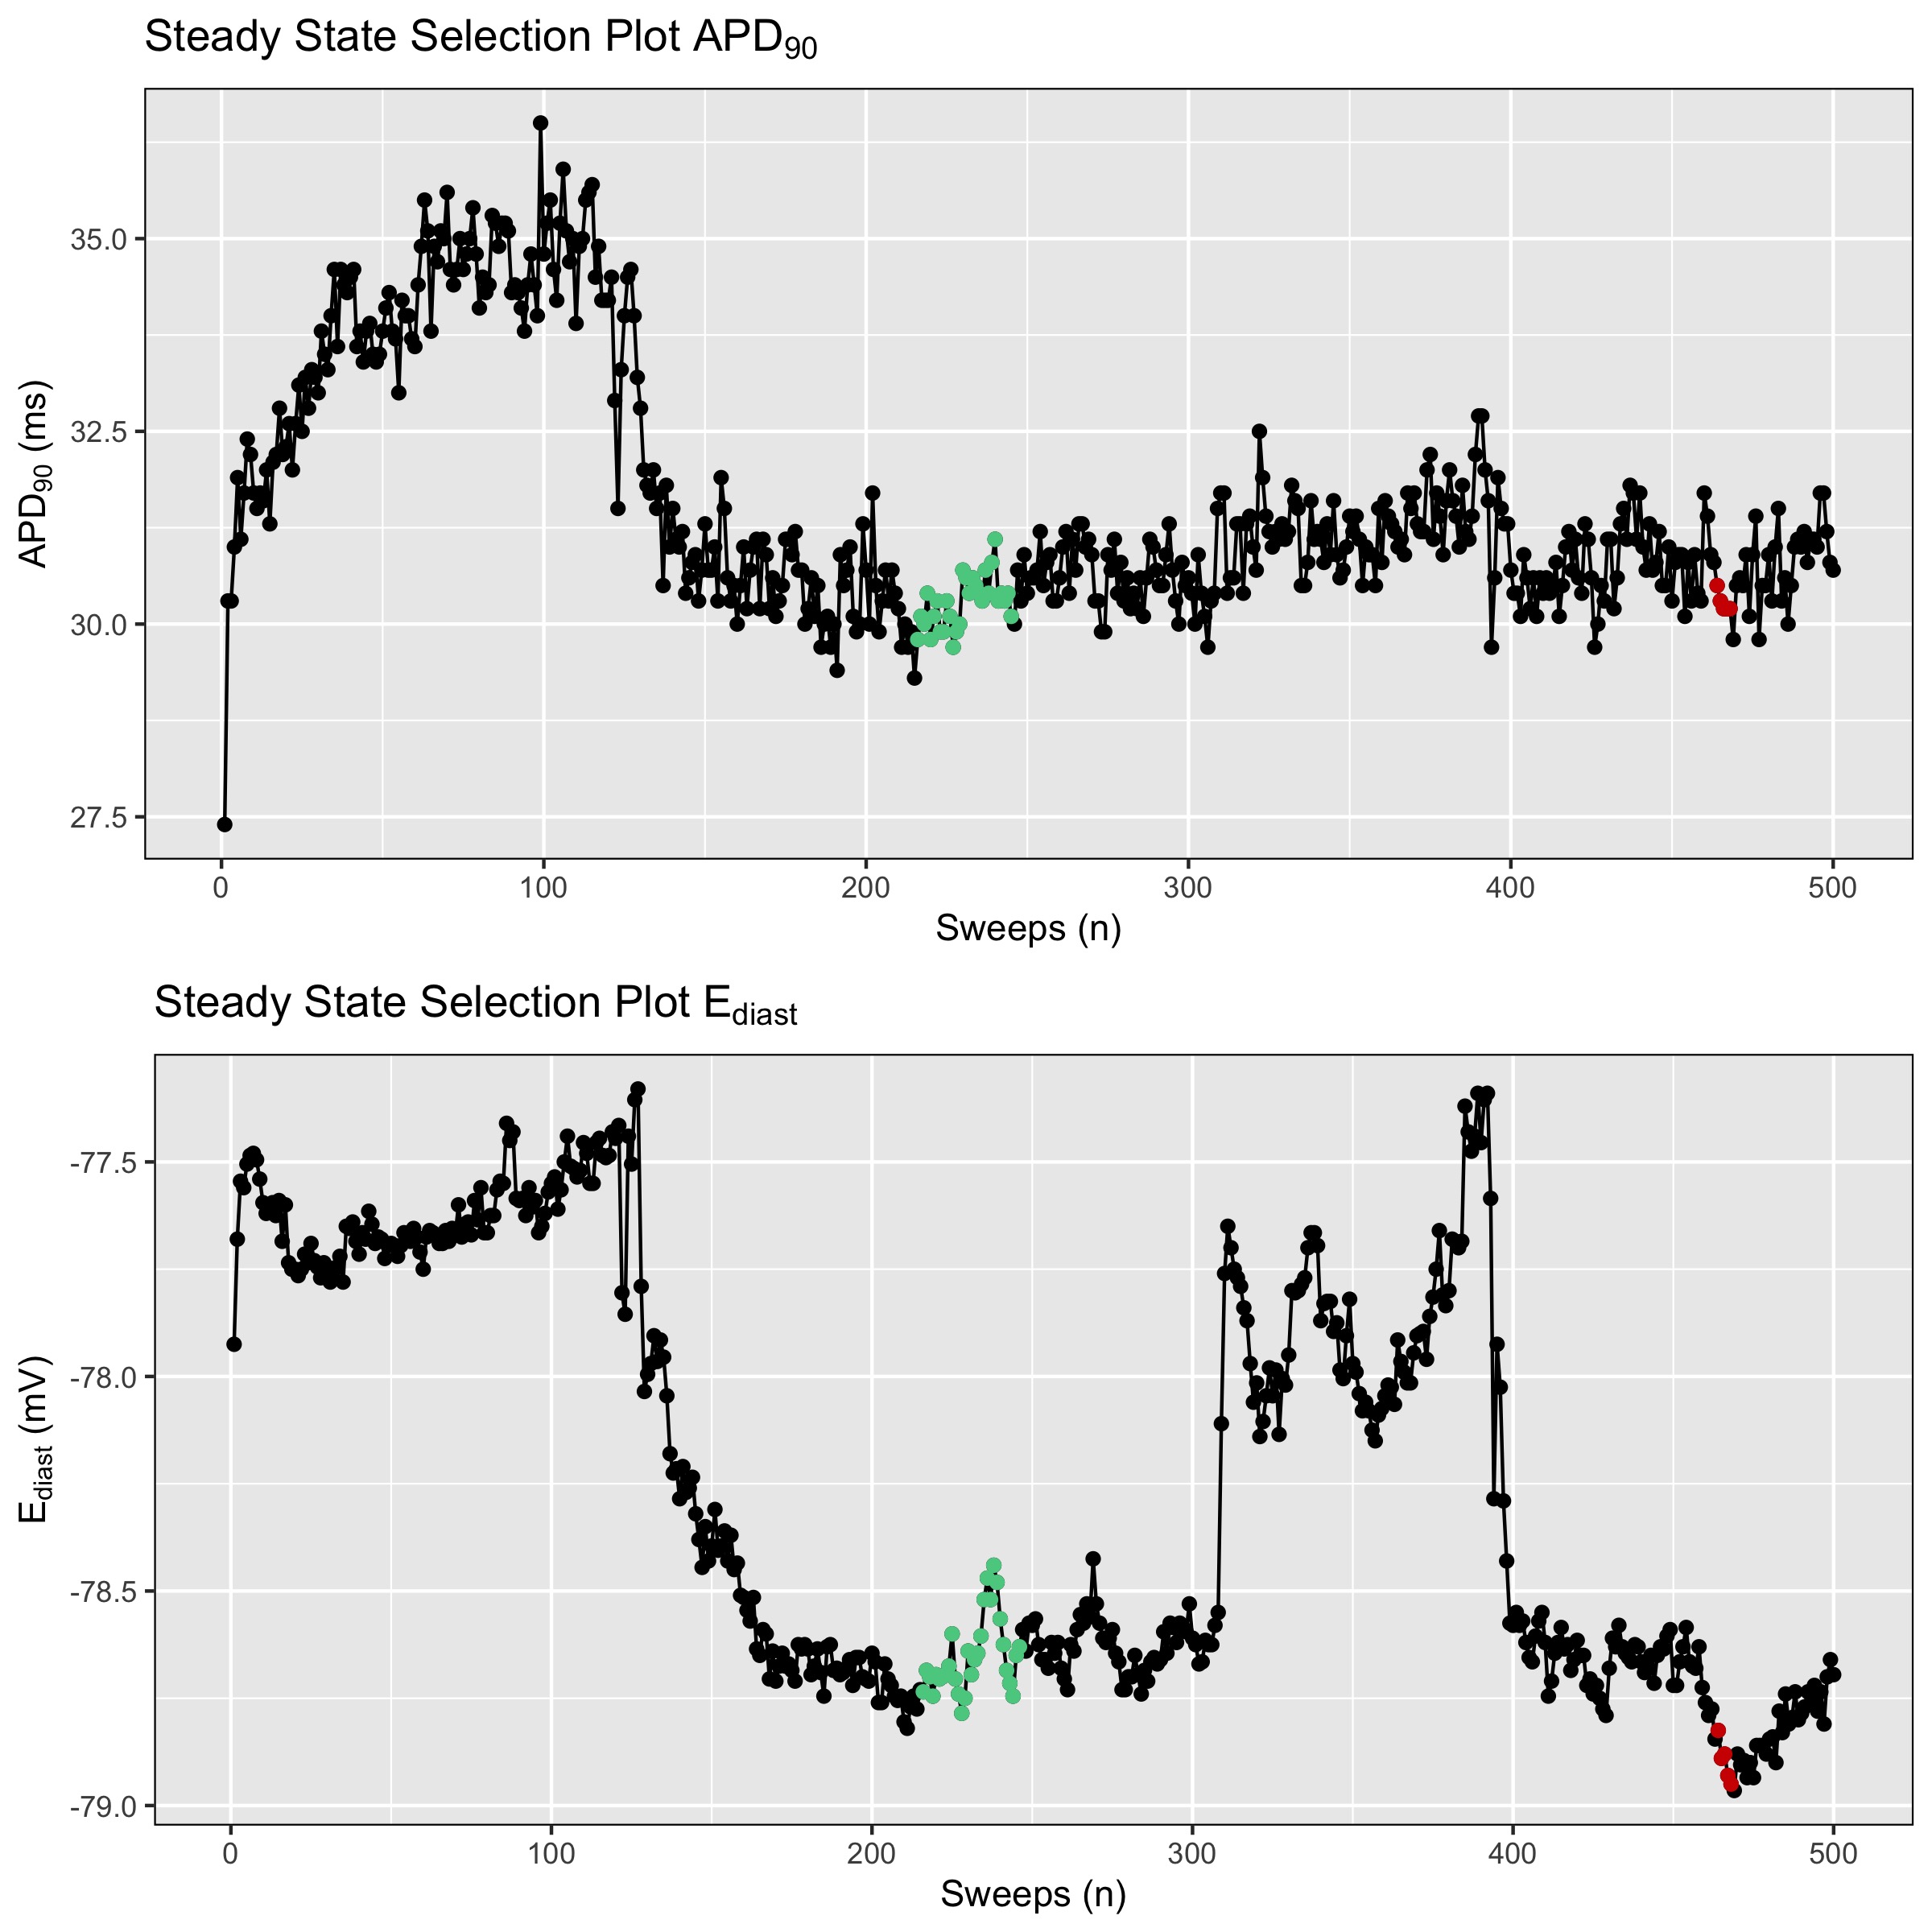 Steady State Selection Plot APD90
35.0
32.5
30.0
27.5
APD90 (ms)
0 100 200 300 400 500
Sweeps (n)
Steady State Selection Plot Ediast
-77.5
-78.0
-78.5
-79.0
Ediast (mV)
0 100 200 300 400 500
Sweeps (n)